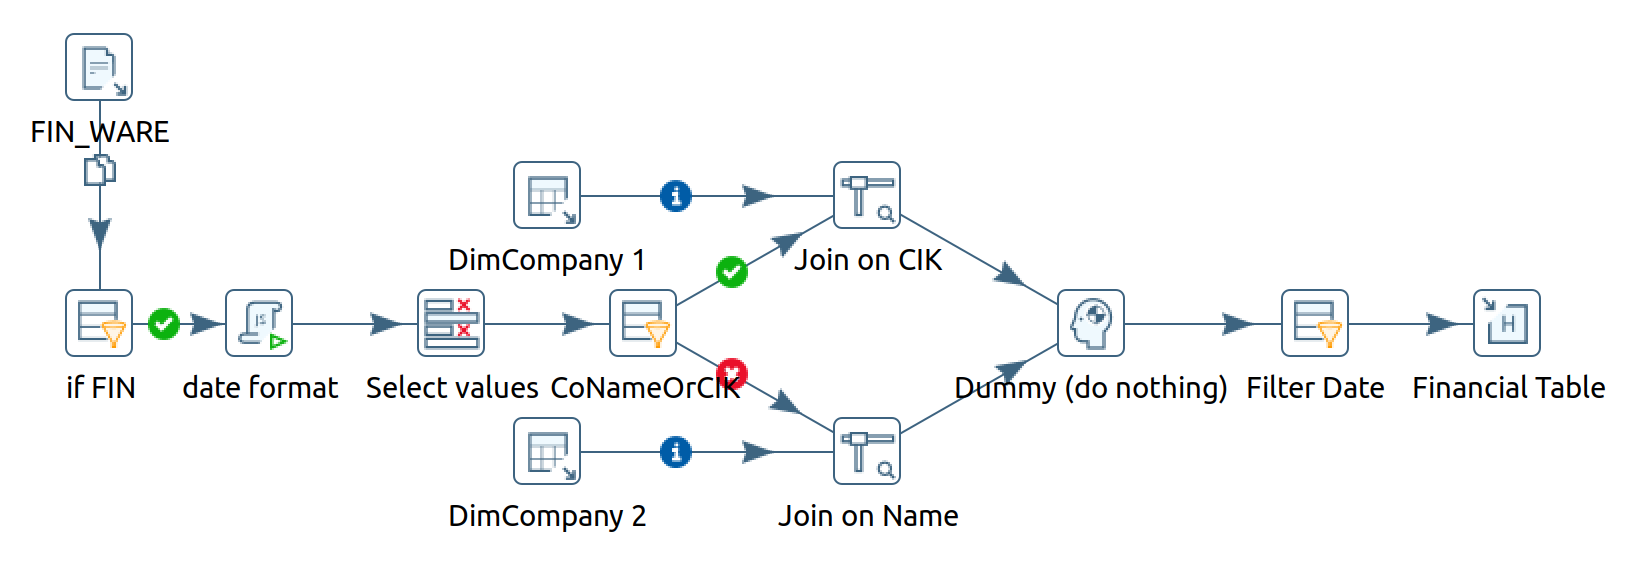 FIN_WARE
DimCompany 1
Join on CIK
if FIN
date format
Select values
CoNameOrCIK
Dummy (do nothing)
Filter Date
Financial Table
DimCompany 2
Join on Name
JS
H